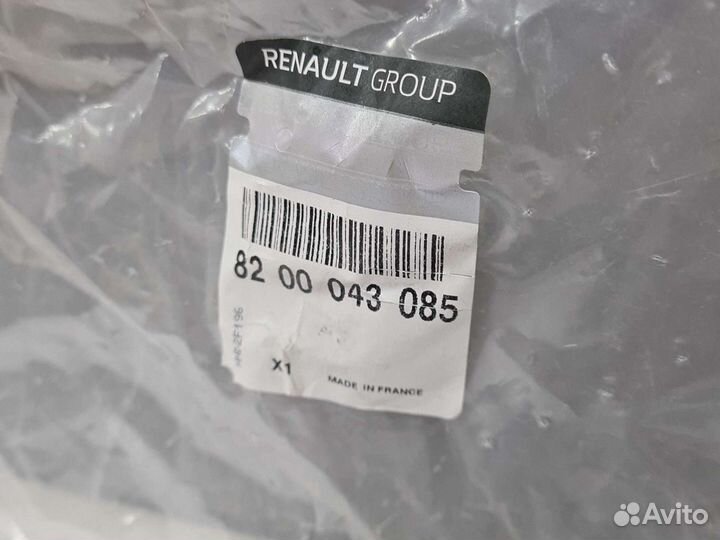 RENAULT GROUP
82 00 043 085
X1
MADE IN FRANCE
Avito